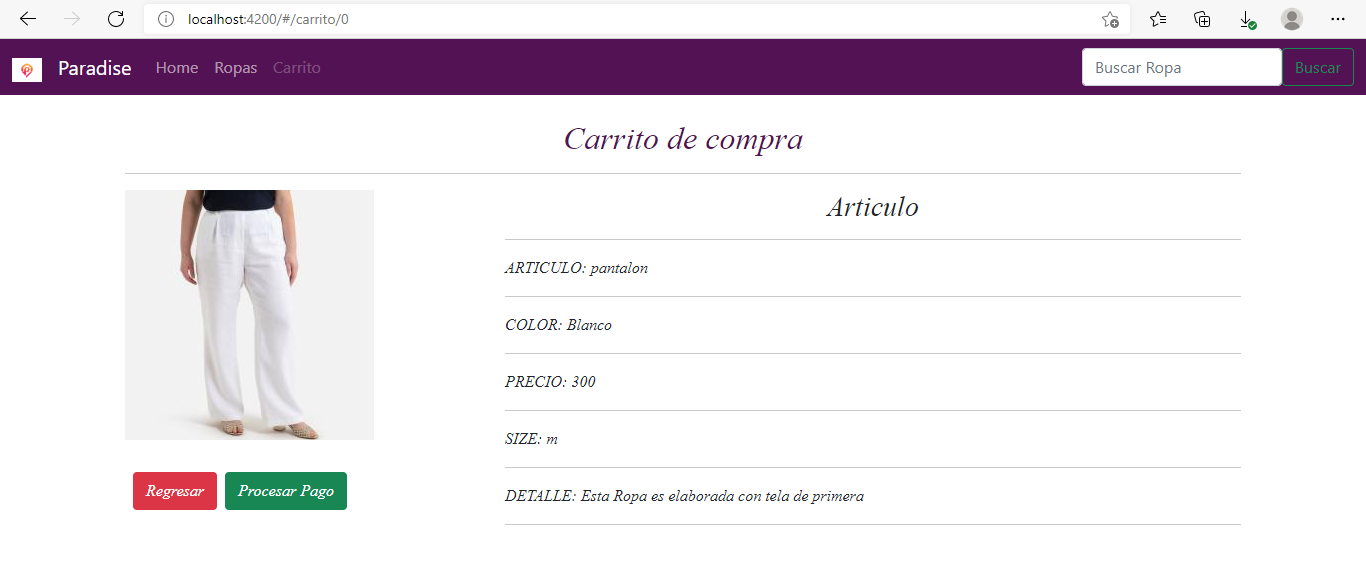 localhost:4200/#/carrito/0
Paradise Home Ropas Carrito Buscar Ropa Buscar
Carrito de compra
Articulo
ARTICULO: pantalon
COLOR: Blanco
PRECIO: 300
SIZE: m
DETALLE: Esta Ropa es elaborada con tela de primera
Regresar Procesar Pago